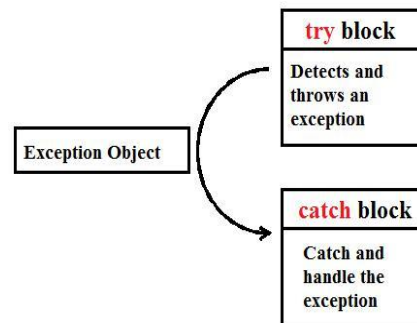 try block
Detects and
throws an
exception
Exception Object
catch block
Catch and
handle the
exception